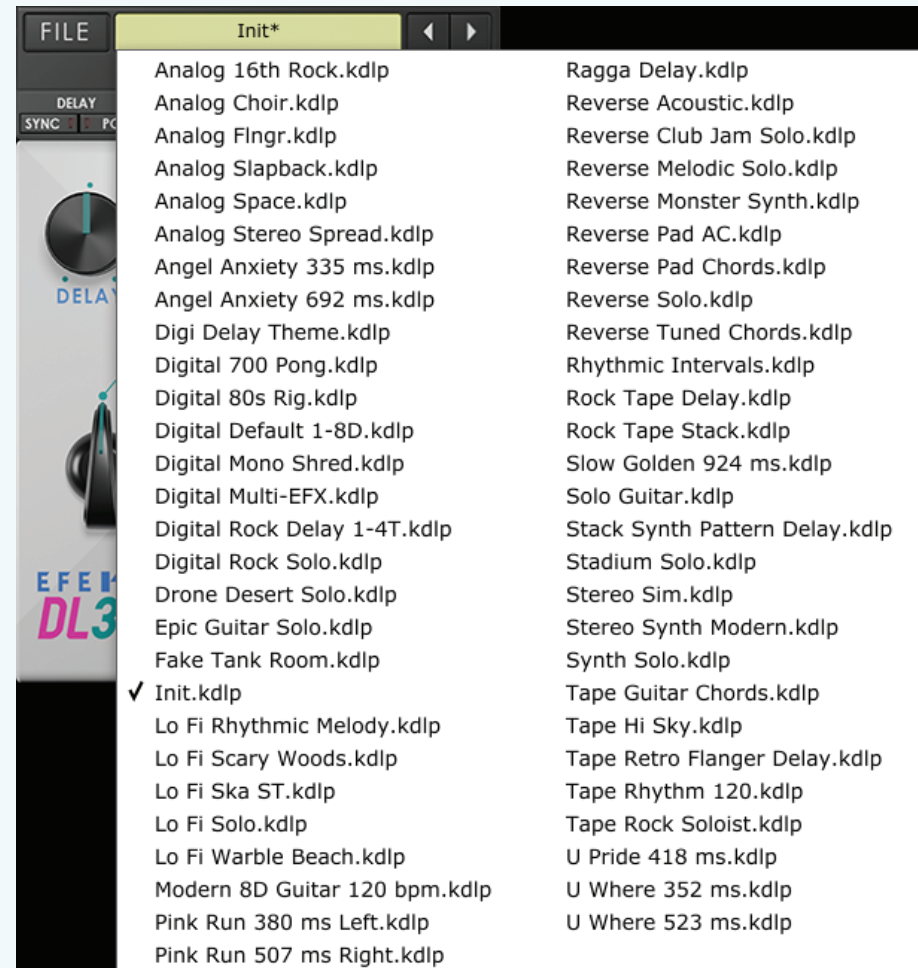 FILE
Init*
DELAY
SYNC
DELAY
EFE
DL3
Analog 16th Rock.kdlp
Analog Choir.kdlp
Analog Flngr.kdlp
Analog Slapback.kdlp
Analog Space.kdlp
Analog Stereo Spread.kdlp
Angel Anxiety 335 ms.kdlp
Angel Anxiety 692 ms.kdlp
Digi Delay Theme.kdlp
Digital 700 Pong.kdlp
Digital 80s Rig.kdlp
Digital Default 1-8D.kdlp
Digital Mono Shred.kdlp
Digital Multi-EFX.kdlp
Digital Rock Delay 1-4T.kdlp
Digital Rock Solo.kdlp
Drone Desert Solo.kdlp
Epic Guitar Solo.kdlp
Fake Tank Room.kdlp
✓ Init.kdlp
Lo Fi Rhythmic Melody.kdlp
Lo Fi Scary Woods.kdlp
Lo Fi Ska ST.kdlp
Lo Fi Solo.kdlp
Lo Fi Warble Beach.kdlp
Modern 8D Guitar 120 bpm.kdlp
Pink Run 380 ms Left.kdlp
Pink Run 507 ms Right.kdlp
Ragga Delay.kdlp
Reverse Acoustic.kdlp
Reverse Club Jam Solo.kdlp
Reverse Melodic Solo.kdlp
Reverse Monster Synth.kdlp
Reverse Pad AC.kdlp
Reverse Pad Chords.kdlp
Reverse Solo.kdlp
Reverse Tuned Chords.kdlp
Rhythmic Intervals.kdlp
Rock Tape Delay.kdlp
Rock Tape Stack.kdlp
Slow Golden 924 ms.kdlp
Solo Guitar.kdlp
Stack Synth Pattern Delay.kdlp
Stadium Solo.kdlp
Stereo Sim.kdlp
Stereo Synth Modern.kdlp
Synth Solo.kdlp
Tape Guitar Chords.kdlp
Tape Hi Sky.kdlp
Tape Retro Flanger Delay.kdlp
Tape Rhythm 120.kdlp
Tape Rock Soloist.kdlp
U Pride 418 ms.kdlp
U Where 352 ms.kdlp
U Where 523 ms.kdlp